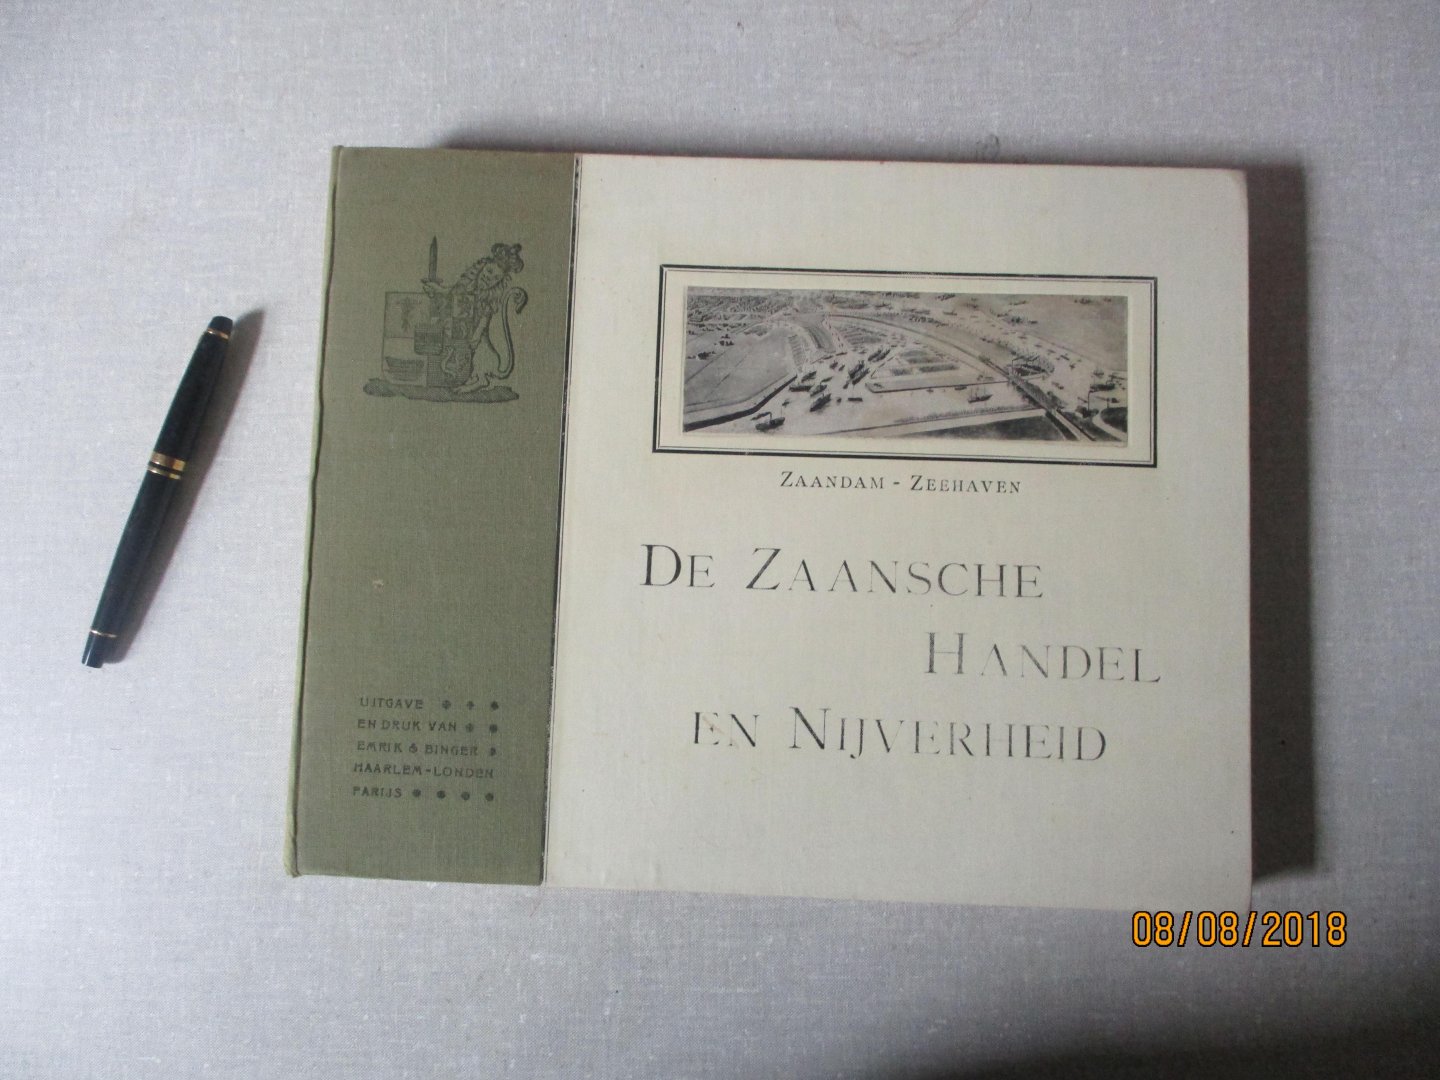 ZAANDAM - ZEEHAVEN
DE ZAANSCHE
HANDEL
EN NIJVERHEID
UITGAVE
EN DRUK VAN
EMRIK & BINGER
HAARLEM-LONDEN
PARIJS
08/08/2018